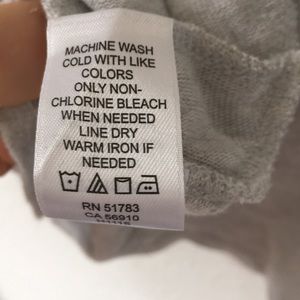 MACHINE WASH
COLD WITH LIKE
COLORS
ONLY NON-
CHLORINE BLEACH
WHEN NEEDED
LINE DRY
WARM IRON IF
NEEDED
RN 51783
CA 56910